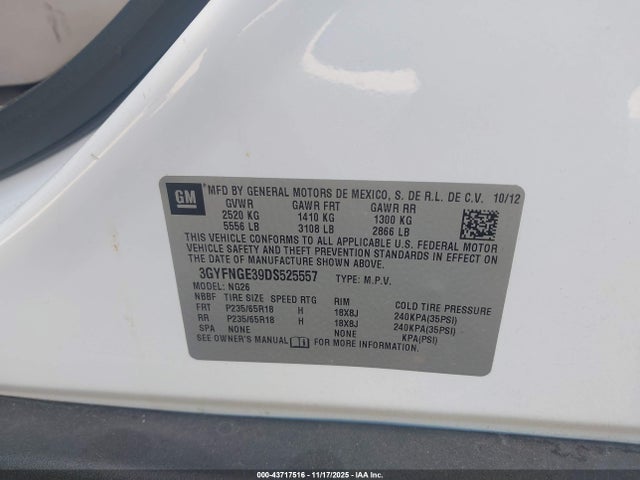 GM MFD BY GENERAL MOTORS DE MEXICO, S. DE R.L. DE C.V. 10/12
GVWR GAWR FRT GAWR RR
2520 KG 1410 KG 1300 KG
5556 LB 3108 LB 2866 LB
THIS VEHICLE CONFORMS TO ALL APPLICABLE U.S. FEDERAL MOTOR
VEHICLE SAFETY AND THEFT PREVENTION STANDARDS IN EFFECT ON
THE DATE OF MANUFACTURE SHOWN ABOVE.
3GYFNGE39DS525557 TYPE: M.P.V.
MODEL: NG26
NBBF TIRE SIZE SPEED RTG RIM COLD TIRE PRESSURE
FRT P235/65R18 H 18X8J 240KPA(35PSI)
RR P235/65R18 H 18X8J 240KPA(35PSI)
SPA NONE NONE KPA(PSI)
SEE OWNER'S MANUAL FOR MORE INFORMATION.
000-43717516 - 11/17/2025 - IAA Inc.